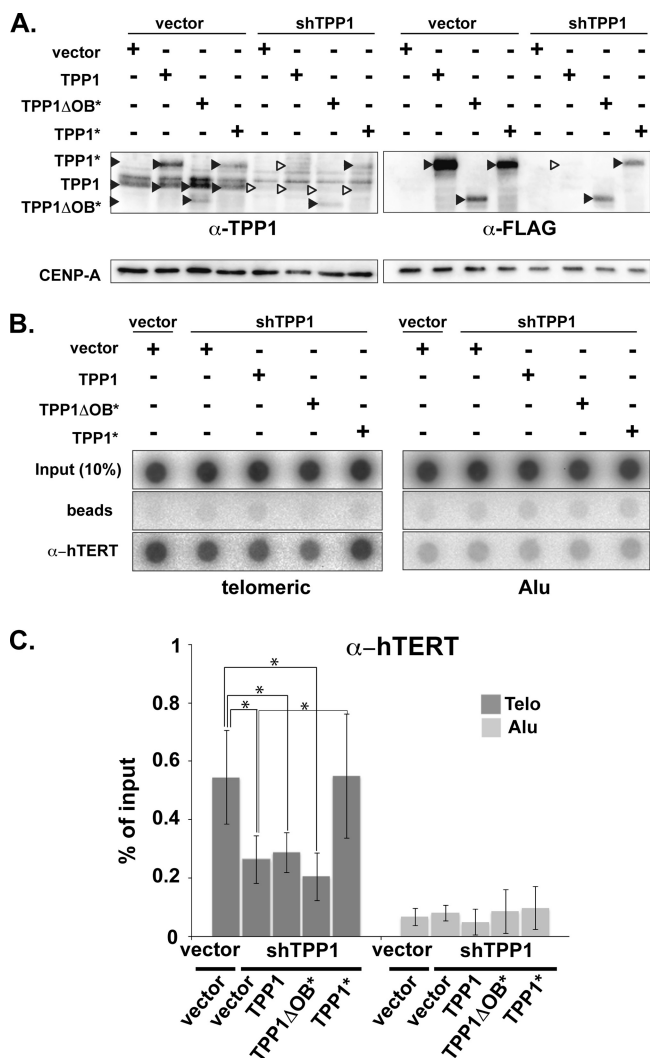 A.
vector shTPP1 vector shTPP1
vector + - - - + - - - + - - - + - - -
TPP1 - + - - - + - - - + - - - + - -
TPP1ΔOB* - - + - - - + - - - + - - - + -
TPP1* - - - + - - - + - - - + - - - +
TPP1*
TPP1
TPP1ΔOB*
α-TPP1 α-FLAG
CENP-A
B.
vector shTPP1 vector shTPP1
vector + + - - - + + - - -
TPP1 - - + - - - - + - -
TPP1ΔOB* - - - + - - - - + -
TPP1* - - - - + - - - - +
Input (10%)
beads
α-hTERT
telomeric Alu
C.
α-hTERT
1
0.8
0.6
0.4
0.2
0
% of input
* * * *
Telo
Alu
vector shTPP1 vector shTPP1
vector vector TPP1 TPP1ΔOB* TPP1* vector vector TPP1 TPP1ΔOB* TPP1*